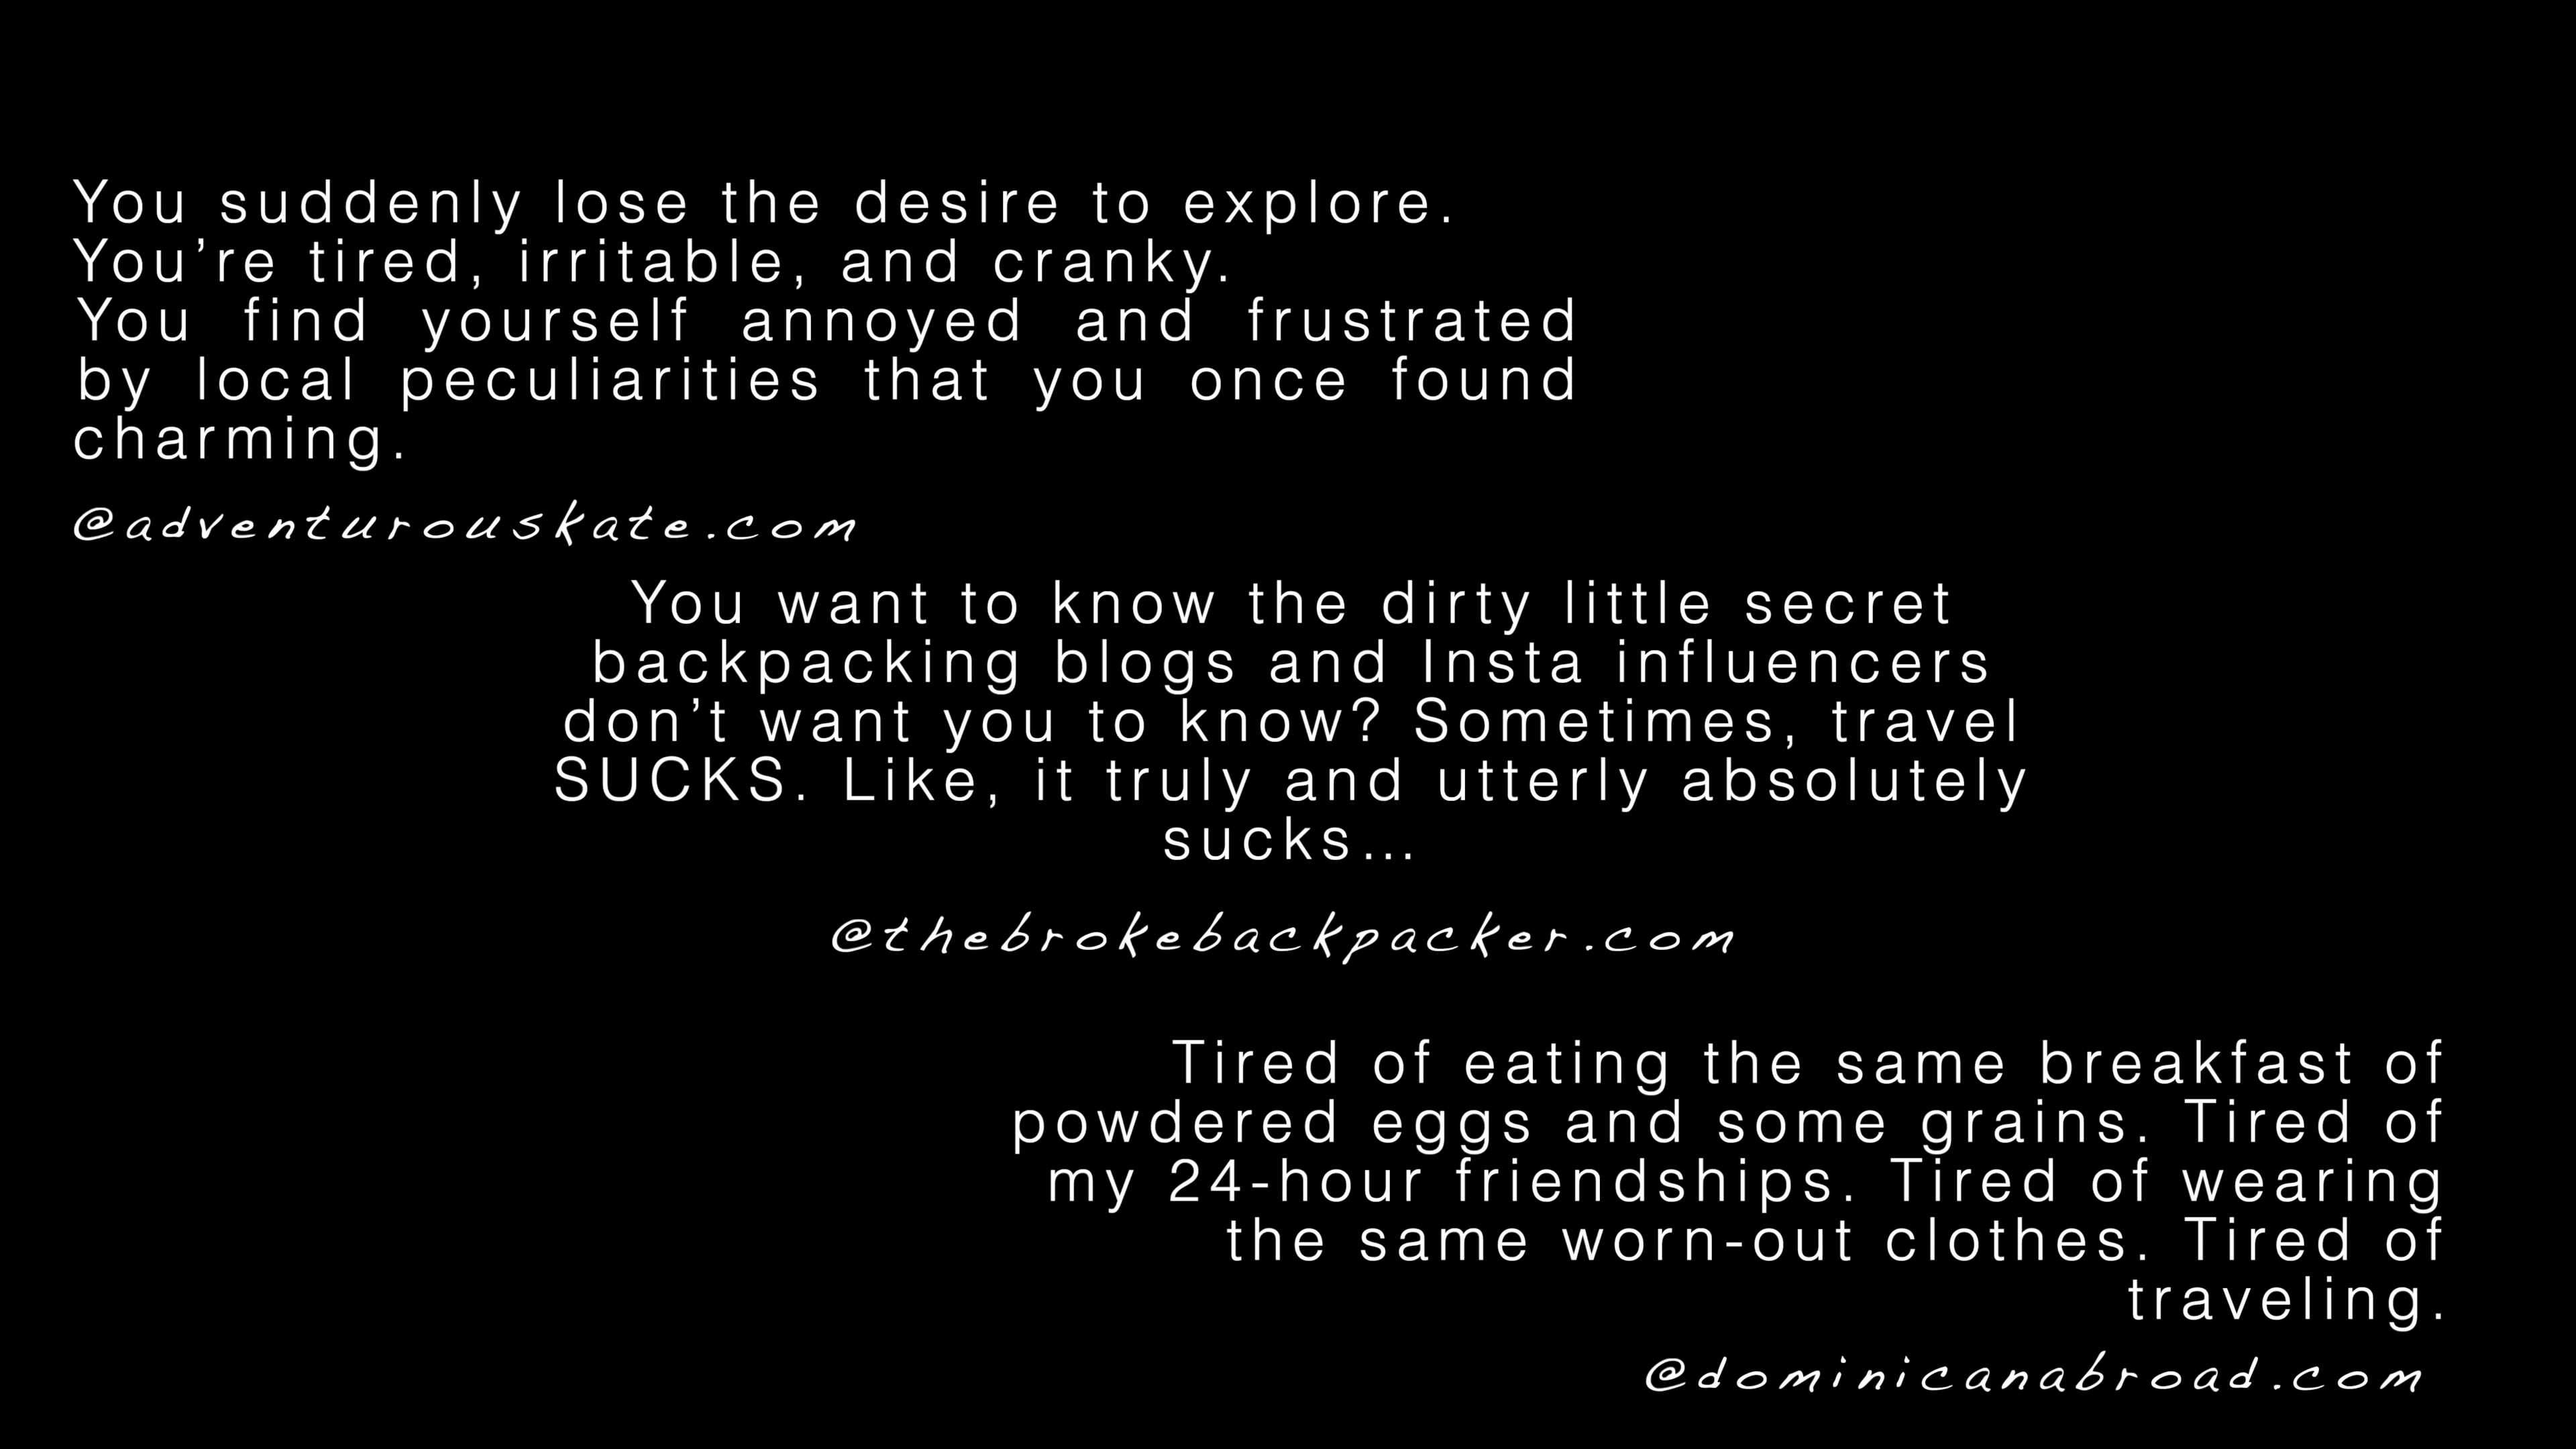 You suddenly lose the desire to explore.
You’re tired, irritable, and cranky.
You find yourself annoyed and frustrated
by local peculiarities that you once found
charming.
@adventurouskate.com
You want to know the dirty little secret
backpacking blogs and Insta influencers
don’t want you to know? Sometimes, travel
SUCKS. Like, it truly and utterly absolutely
sucks…
@thebrokebackpacker.com
Tired of eating the same breakfast of
powdered eggs and some grains. Tired of
my 24-hour friendships. Tired of wearing
the same worn-out clothes. Tired of
traveling.
@dominicanabroad.com